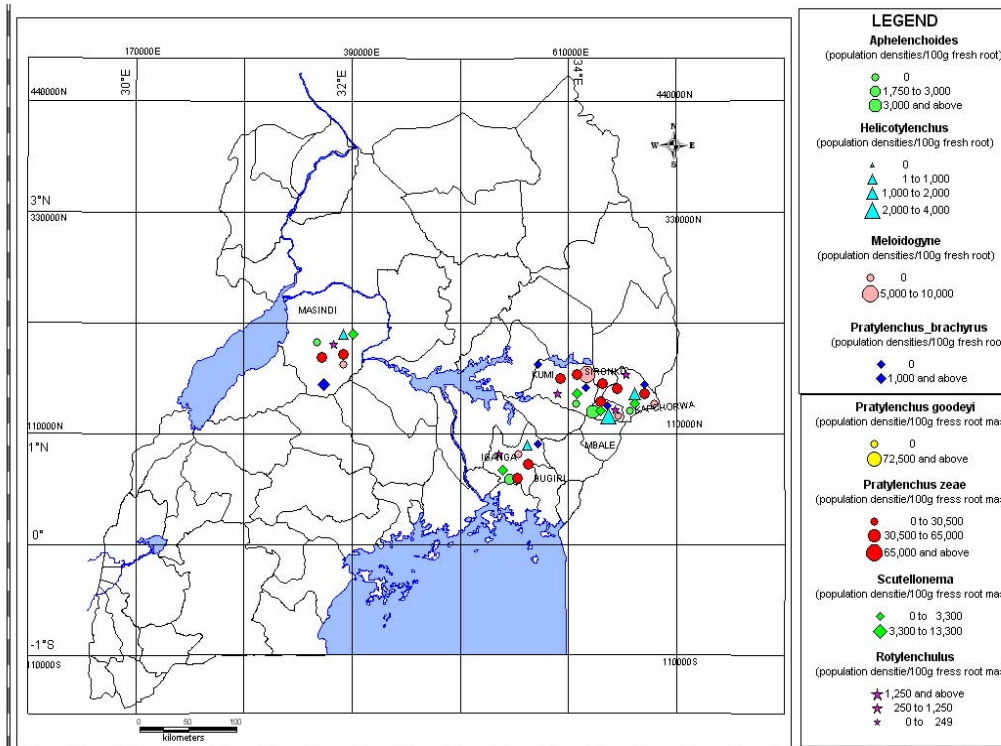 170000E 390000E 610000E
30°E 32°E 34°E
440000N 440000N
N
W E
S
3°N
330000N 330000N
MASINDI
KUMI SIRONKO
KAPCHORWA
110000N 110000N
1°N MBALE
IGANGA
BUGIRI
0°
-1°S
110000S 110000S
0 50 100
kilometers
LEGEND
Aphelenchoides
(population densities/100g fresh root)
0
1,750 to 3,000
3,000 and above
Helicotylenchus
(population densities/100g fresh root)
0
1 to 1,000
1,000 to 2,000
2,000 to 4,000
Meloidogyne
(population densities/100g fresh root)
0
5,000 to 10,000
Pratylenchus_brachyrus
(population densities/100g fresh roo
0
1,000 and above
Pratylenchus goodeyi
(population densitie/100g fress root mas
0
72,500 and above
Pratylenchus zeae
(population densitie/100g fress root mas
0 to 30,500
30,500 to 65,000
65,000 and above
Scutellonema
(population densitie/100g fress root mas
0 to 3,300
3,300 to 13,300
Rotylenchulus
(population densitie/100g fress root mas
1,250 and above
250 to 1,250
0 to 249